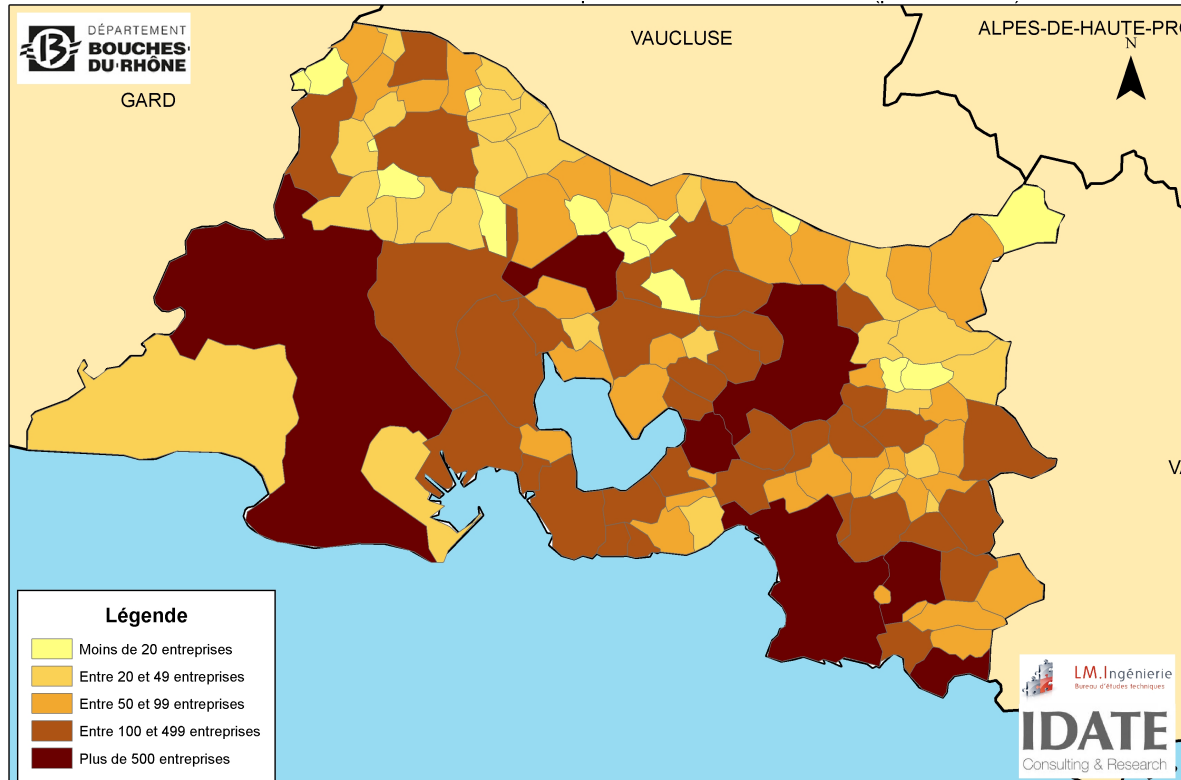 DÉPARTEMENT
BOUCHES-
DU-RHÔNE
GARD
VAUCLUSE
ALPES-DE-HAUTE-PRO
N
VA
Légende
Moins de 20 entreprises
Entre 20 et 49 entreprises
Entre 50 et 99 entreprises
Entre 100 et 499 entreprises
Plus de 500 entreprises
LM.Ingénierie
Bureau d'études techniques
IDATE
Consulting & Research